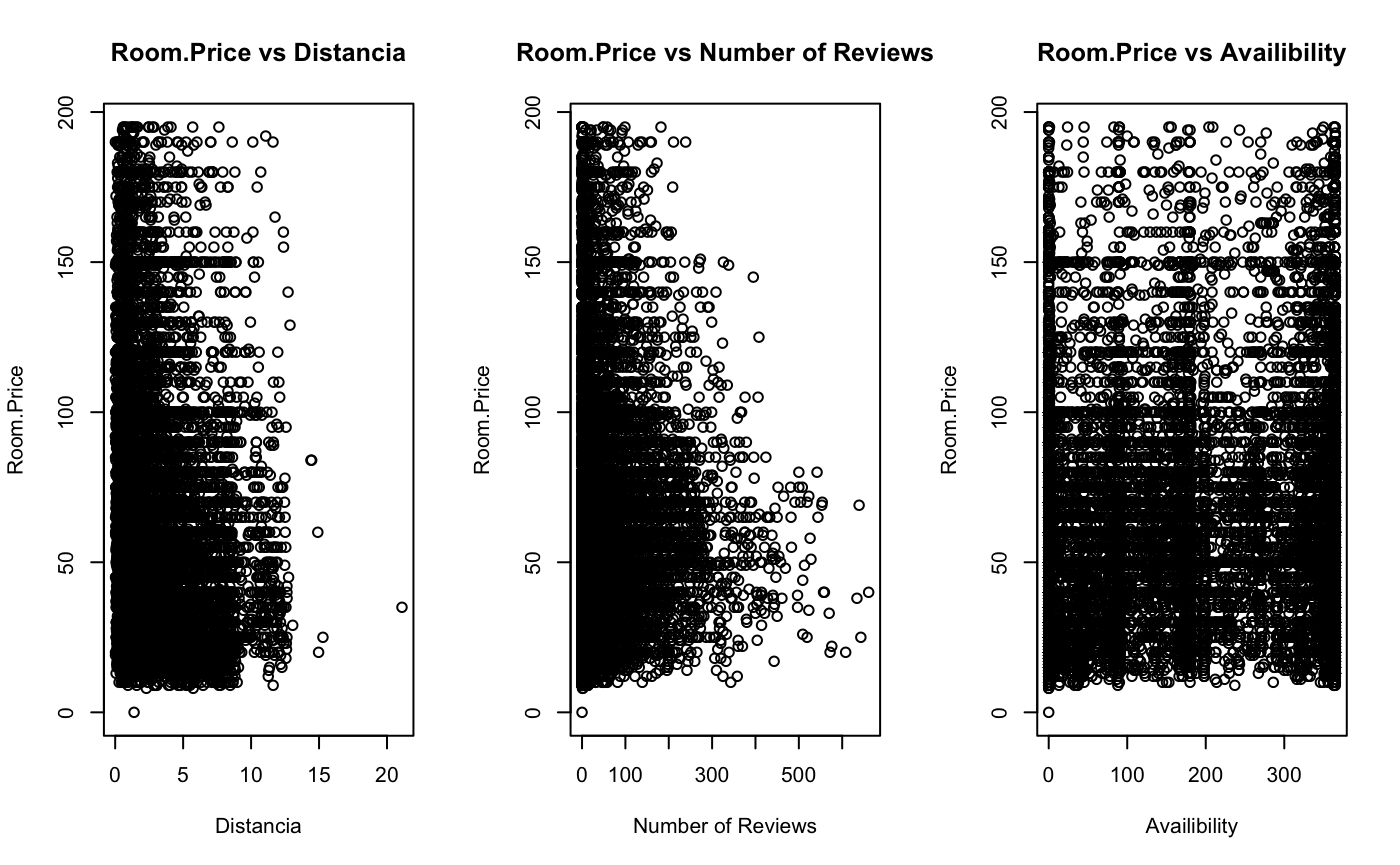 Room.Price vs Distancia
Room.Price
200
150
100
50
0
0 5 10 15 20
Distancia
Room.Price vs Number of Reviews
Room.Price
200
150
100
50
0
0 100 300 500
Number of Reviews
Room.Price vs Availibility
Room.Price
200
150
100
50
0
0 100 200 300
Availibility